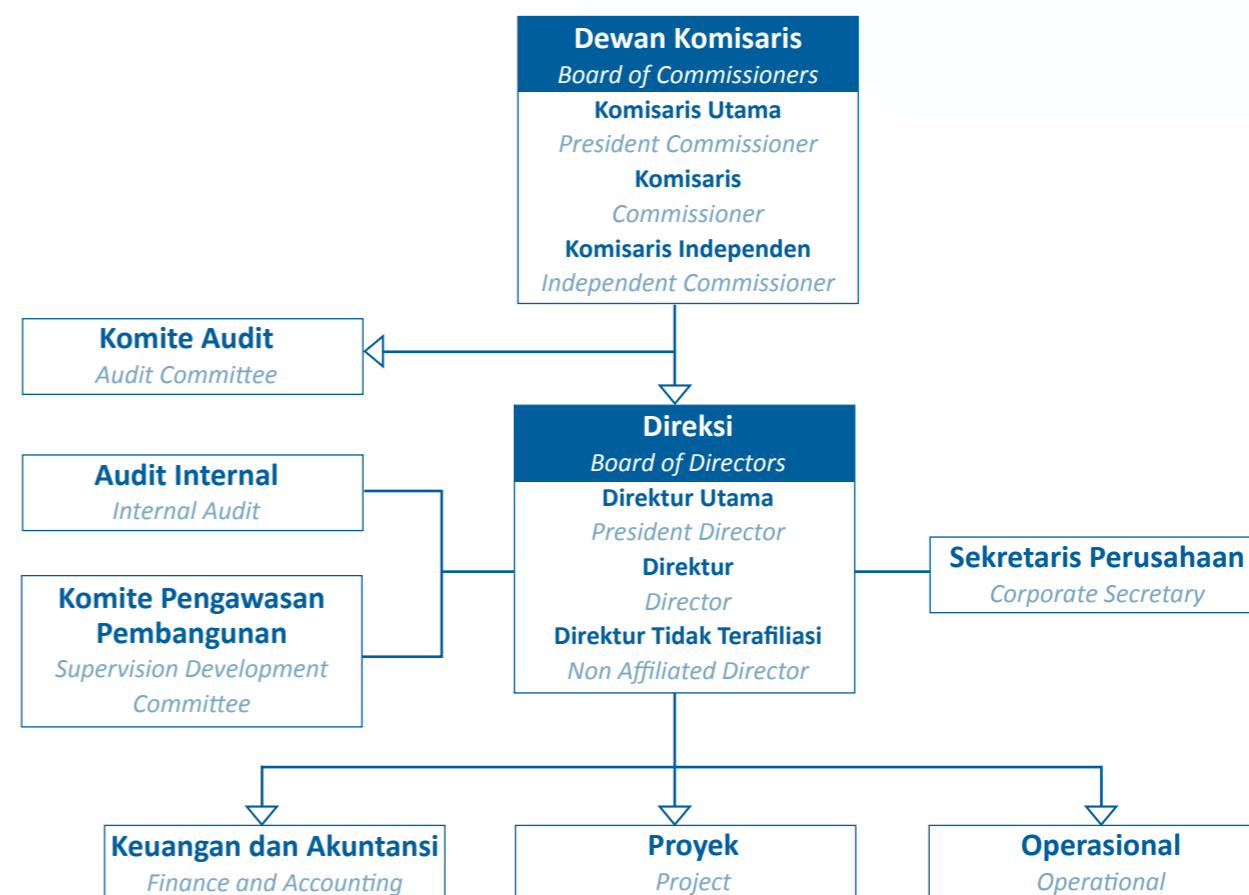 Dewan Komisaris
Board of Commissioners
Komisaris Utama
President Commissioner
Komisaris
Commissioner
Komisaris Independen
Independent Commissioner
Komite Audit
Audit Committee
Direksi
Board of Directors
Direktur Utama
President Director
Direktur
Director
Direktur Tidak Terafiliasi
Non Affiliated Director
Audit Internal
Internal Audit
Komite Pengawasan
Pembangunan
Supervision Development
Committee
Sekretaris Perusahaan
Corporate Secretary
Keuangan dan Akuntansi
Finance and Accounting
Proyek
Project
Operasional
Operational